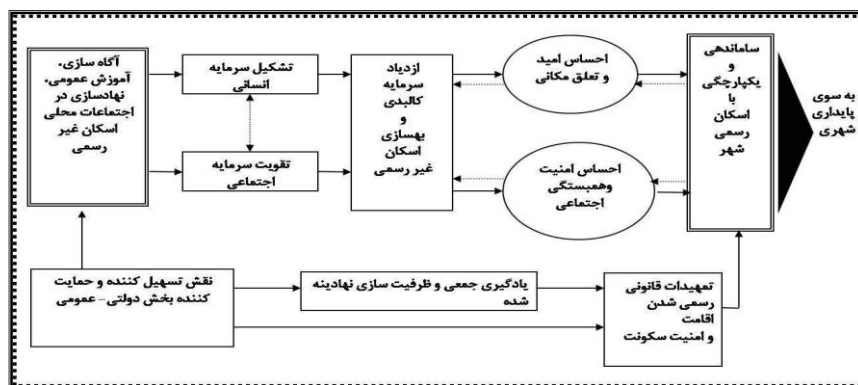 آگاه سازی،
آموزش عمومی،
نهادسازی در
اجتماعات محلی
اسکان غیر
رسمی
تشکیل سرمایه
انسانی
تقویت سرمایه
اجتماعی
ازدیاد
سرمایه
کالبدی
و
بهسازی
اسکان
غیر رسمی
احساس امید
و تعلق مکانی
احساس امنیت
وهمبستگی
اجتماعی
ساماندهی
و
یکپارچگی
با
اسکان
رسمی
شهر
به سوی
پایداری
شهری
نقش تسهیل کننده و حمایت
کننده بخش دولتی – عمومی
یادگیری جمعی و ظرفیت سازی نهادینه
شده
تمهیدات قانونی
رسمی شدن
اقامت
و امنیت سکونت